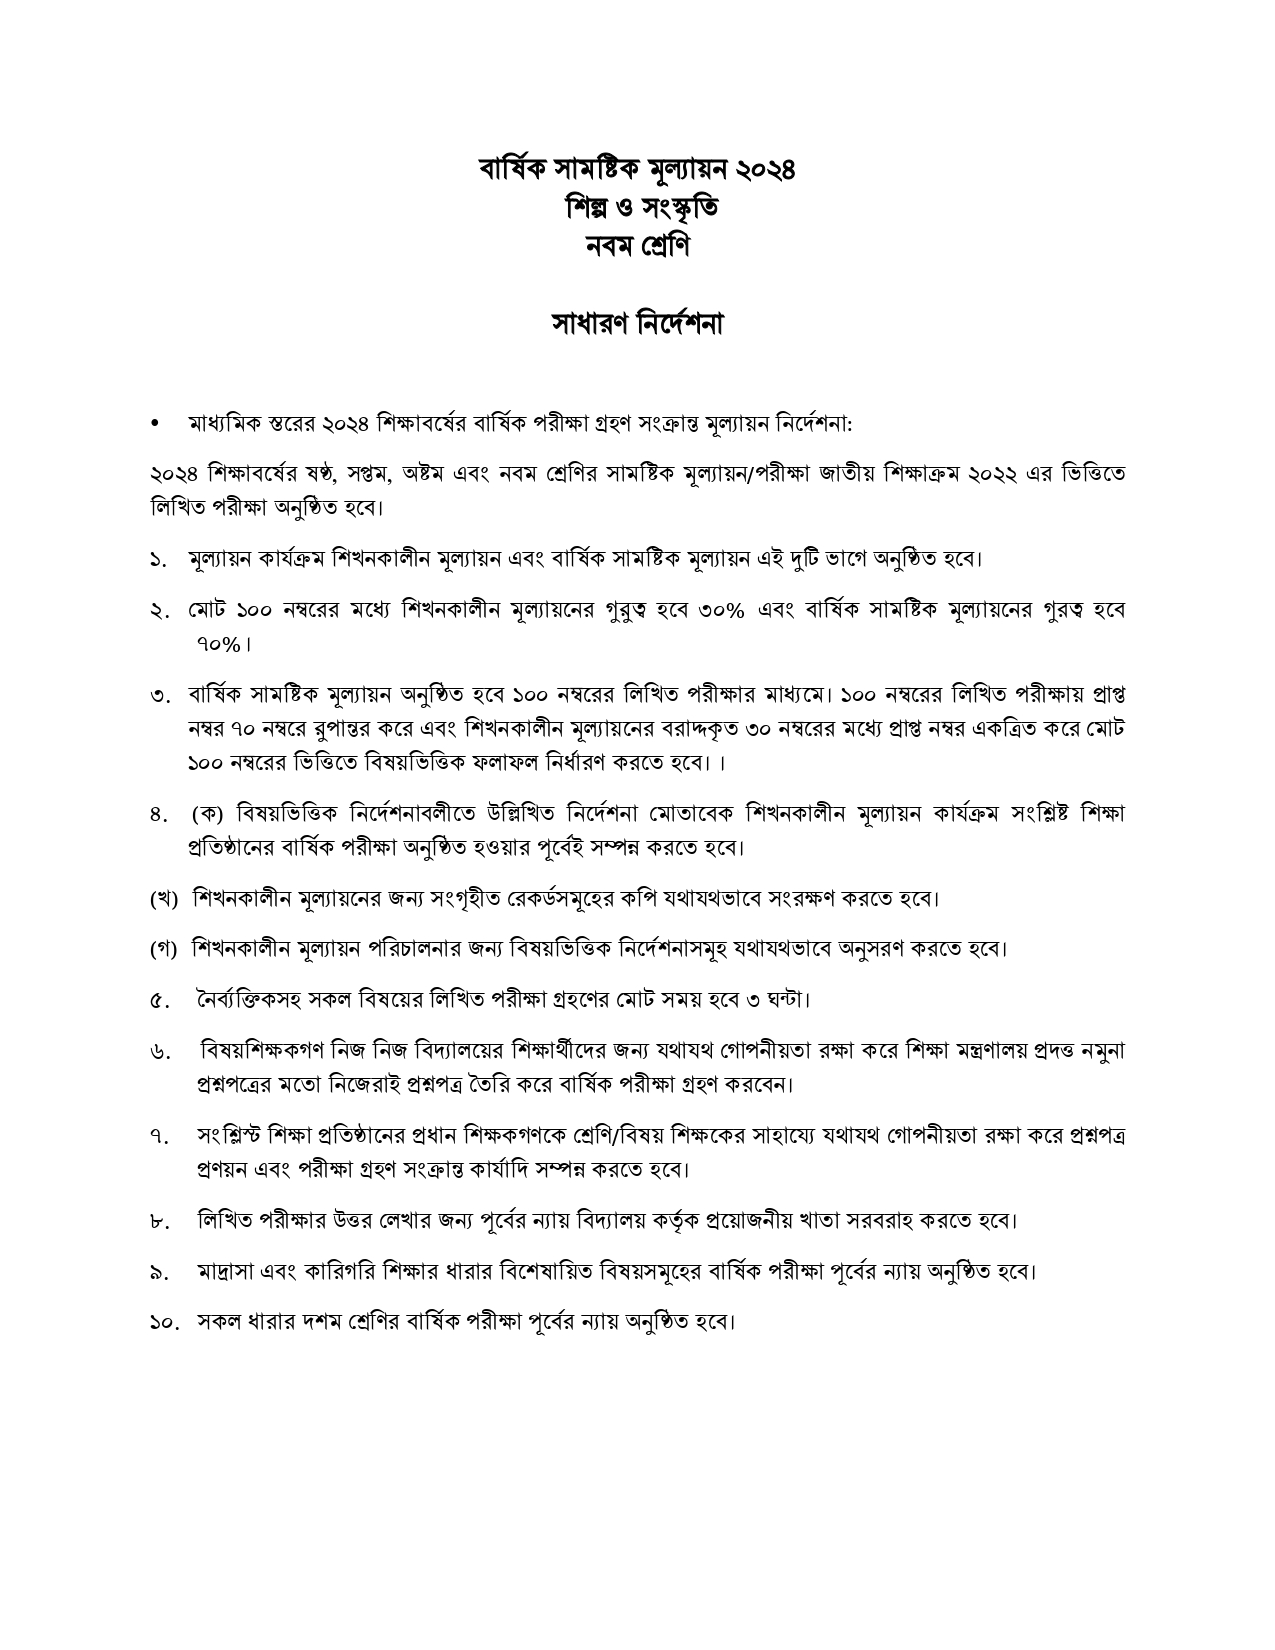 বার্ষিক সামষ্টিক মূল্যায়ন ২০২৪
শিল্প ও সংস্কৃতি
নবম শ্রেণি
সাধারণ নির্দেশনা
• মাধ্যমিক স্তরের ২০২৪ শিক্ষাবর্ষের বার্ষিক পরীক্ষা গ্রহণ সংক্রান্ত মূল্যায়ন নির্দেশনা:
২০২৪ শিক্ষাবর্ষের ষষ্ঠ, সপ্তম, অষ্টম এবং নবম শ্রেণির সামষ্টিক মূল্যায়ন/পরীক্ষা জাতীয় শিক্ষাক্রম ২০২২ এর ভিত্তিতে
লিখিত পরীক্ষা অনুষ্ঠিত হবে।
১. মূল্যায়ন কার্যক্রম শিখনকালীন মূল্যায়ন এবং বার্ষিক সামষ্টিক মূল্যায়ন এই দুটি ভাগে অনুষ্ঠিত হবে।
২. মোট ১০০ নম্বরের মধ্যে শিখনকালীন মূল্যায়নের গুরুত্ব হবে ৩০% এবং বার্ষিক সামষ্টিক মূল্যায়নের গুরত্ব হবে
৭০%।
৩. বার্ষিক সামষ্টিক মূল্যায়ন অনুষ্ঠিত হবে ১০০ নম্বরের লিখিত পরীক্ষার মাধ্যমে। ১০০ নম্বরের লিখিত পরীক্ষায় প্রাপ্ত
নম্বর ৭০ নম্বরে রুপান্তর করে এবং শিখনকালীন মূল্যায়নের বরাদ্দকৃত ৩০ নম্বরের মধ্যে প্রাপ্ত নম্বর একত্রিত করে মোট
১০০ নম্বরের ভিত্তিতে বিষয়ভিত্তিক ফলাফল নির্ধারণ করতে হবে। ।
৪. (ক) বিষয়ভিত্তিক নির্দেশনাবলীতে উল্লিখিত নির্দেশনা মোতাবেক শিখনকালীন মূল্যায়ন কার্যক্রম সংশ্লিষ্ট শিক্ষা
প্রতিষ্ঠানের বার্ষিক পরীক্ষা অনুষ্ঠিত হওয়ার পূর্বেই সম্পন্ন করতে হবে।
(খ) শিখনকালীন মূল্যায়নের জন্য সংগৃহীত রেকর্ডসমূহের কপি যথাযথভাবে সংরক্ষণ করতে হবে।
(গ) শিখনকালীন মূল্যায়ন পরিচালনার জন্য বিষয়ভিত্তিক নির্দেশনাসমূহ যথাযথভাবে অনুসরণ করতে হবে।
৫. নৈর্ব্যক্তিকসহ সকল বিষয়ের লিখিত পরীক্ষা গ্রহণের মোট সময় হবে ৩ ঘন্টা।
৬. বিষয়শিক্ষকগণ নিজ নিজ বিদ্যালয়ের শিক্ষার্থীদের জন্য যথাযথ গোপনীয়তা রক্ষা করে শিক্ষা মন্ত্রণালয় প্রদত্ত নমুনা
প্রশ্নপত্রের মতো নিজেরাই প্রশ্নপত্র তৈরি করে বার্ষিক পরীক্ষা গ্রহণ করবেন।
৭. সংশ্লিস্ট শিক্ষা প্রতিষ্ঠানের প্রধান শিক্ষকগণকে শ্রেণি/বিষয় শিক্ষকের সাহায্যে যথাযথ গোপনীয়তা রক্ষা করে প্রশ্নপত্র
প্রণয়ন এবং পরীক্ষা গ্রহণ সংক্রান্ত কার্যাদি সম্পন্ন করতে হবে।
৮. লিখিত পরীক্ষার উত্তর লেখার জন্য পূর্বের ন্যায় বিদ্যালয় কর্তৃক প্রয়োজনীয় খাতা সরবরাহ করতে হবে।
৯. মাদ্রাসা এবং কারিগরি শিক্ষার ধারার বিশেষায়িত বিষয়সমূহের বার্ষিক পরীক্ষা পূর্বের ন্যায় অনুষ্ঠিত হবে।
১০. সকল ধারার দশম শ্রেণির বার্ষিক পরীক্ষা পূর্বের ন্যায় অনুষ্ঠিত হবে।